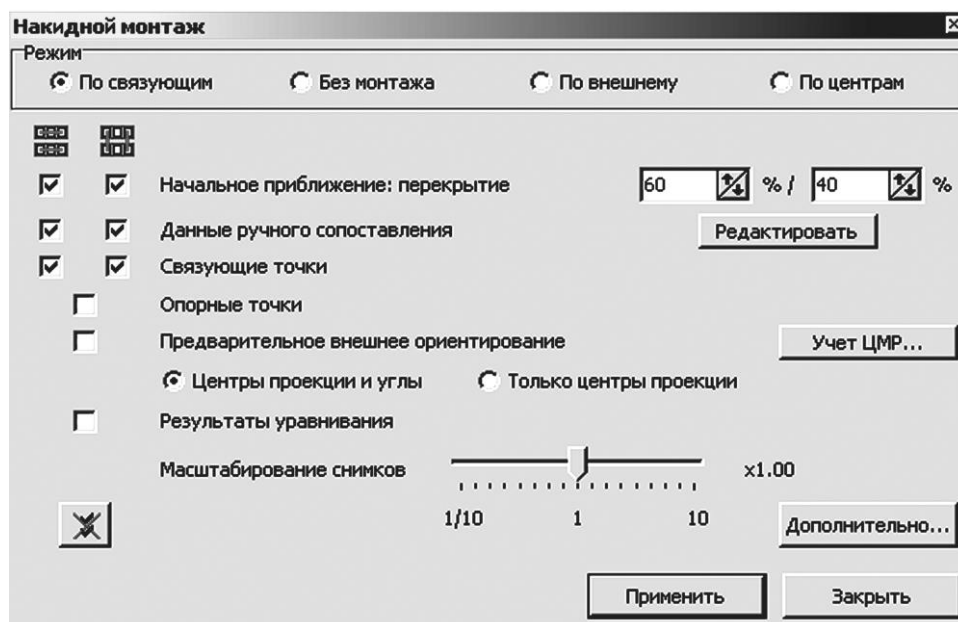 Накидной монтаж
Режим
По связующим Без монтажа По внешнему По центрам
Начальное приближение: перекрытие 60 % / 40 %
Данные ручного сопоставления Редактировать
Связующие точки
Опорные точки
Предварительное внешнее ориентирование Учет ЦМР...
Центры проекции и углы Только центры проекции
Результаты уравнивания
Масштабирование снимков x1.00
1/10 1 10 Дополнительно...
Применить Закрыть